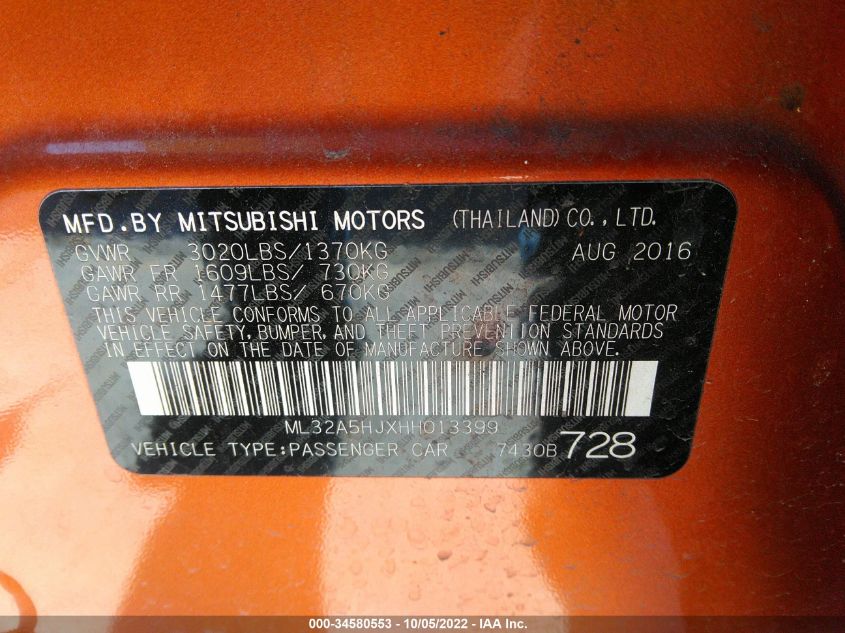 MFD.BY MITSUBISHI MOTORS (THAILAND)CO.,LTD.
GVWR 3020LBS/1370KG AUG 2016
GAWR FR 1609LBS/ 730KG
GAWR RR 1477LBS/ 670KG
THIS VEHICLE CONFORMS TO ALL APPLICABLE FEDERAL MOTOR
VEHICLE SAFETY, BUMPER, AND THEFT PREVENTION STANDARDS
IN EFFECT ON THE DATE OF MANUFACTURE SHOWN ABOVE.
ML32A5HJXHH013399
VEHICLE TYPE:PASSENGER CAR 7430B 728
000-34580553 - 10/05/2022 - IAA Inc.